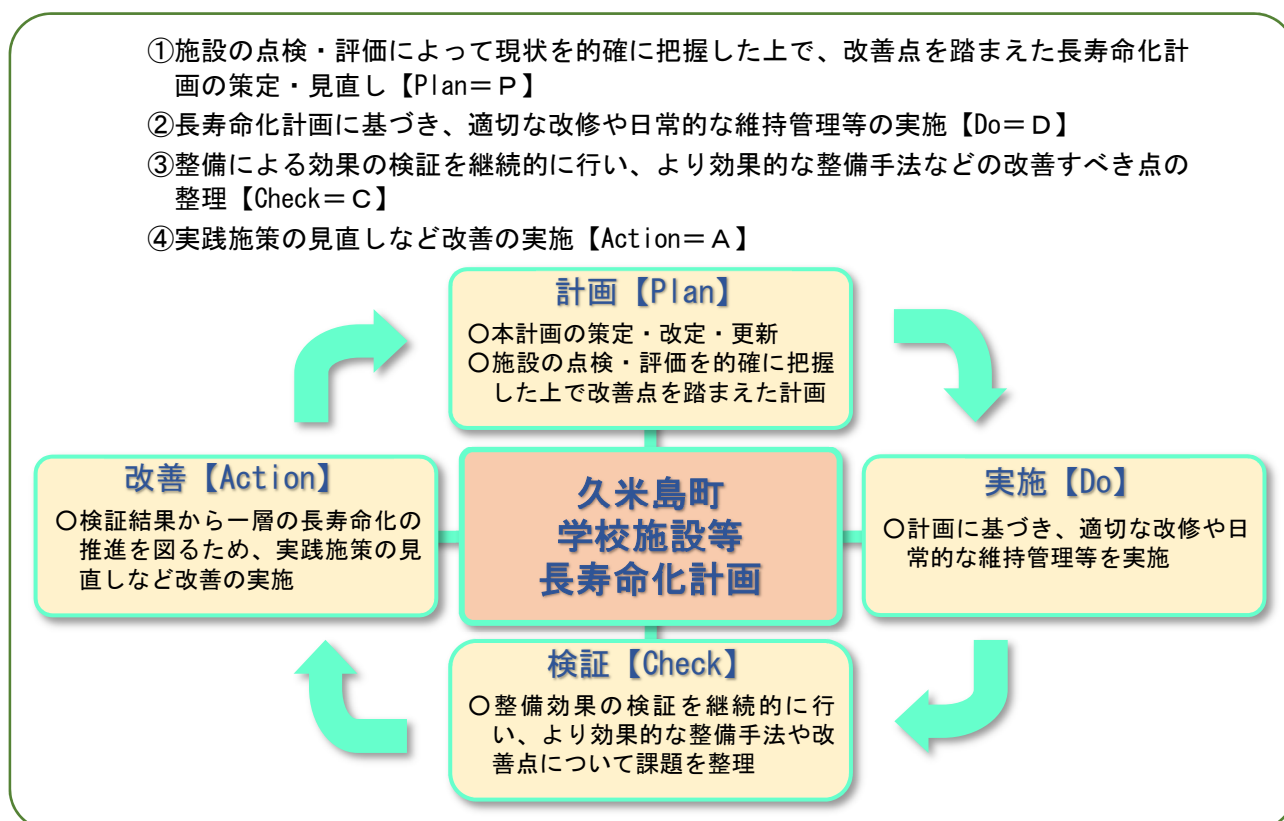 ①施設の点検・評価によって現状を的確に把握した上で、改善点を踏まえた長寿命化計
画の策定・見直し【Plan＝Ｐ】
②長寿命化計画に基づき、適切な改修や日常的な維持管理等の実施【Do＝Ｄ】
③整備による効果の検証を継続的に行い、より効果的な整備手法などの改善すべき点の
整理【Check＝Ｃ】
④実践施策の見直しなど改善の実施【Action＝Ａ】
計画【Plan】
〇本計画の策定・改定・更新
〇施設の点検・評価を的確に把握
した上で改善点を踏まえた計画
改善【Action】
〇検証結果から一層の長寿命化の
推進を図るため、実践施策の見
直しなど改善の実施
久米島町
学校施設等
長寿命化計画
実施【Do】
〇計画に基づき、適切な改修や日
常的な維持管理等を実施
検証【Check】
〇整備効果の検証を継続的に行
い、より効果的な整備手法や改
善点について課題を整理